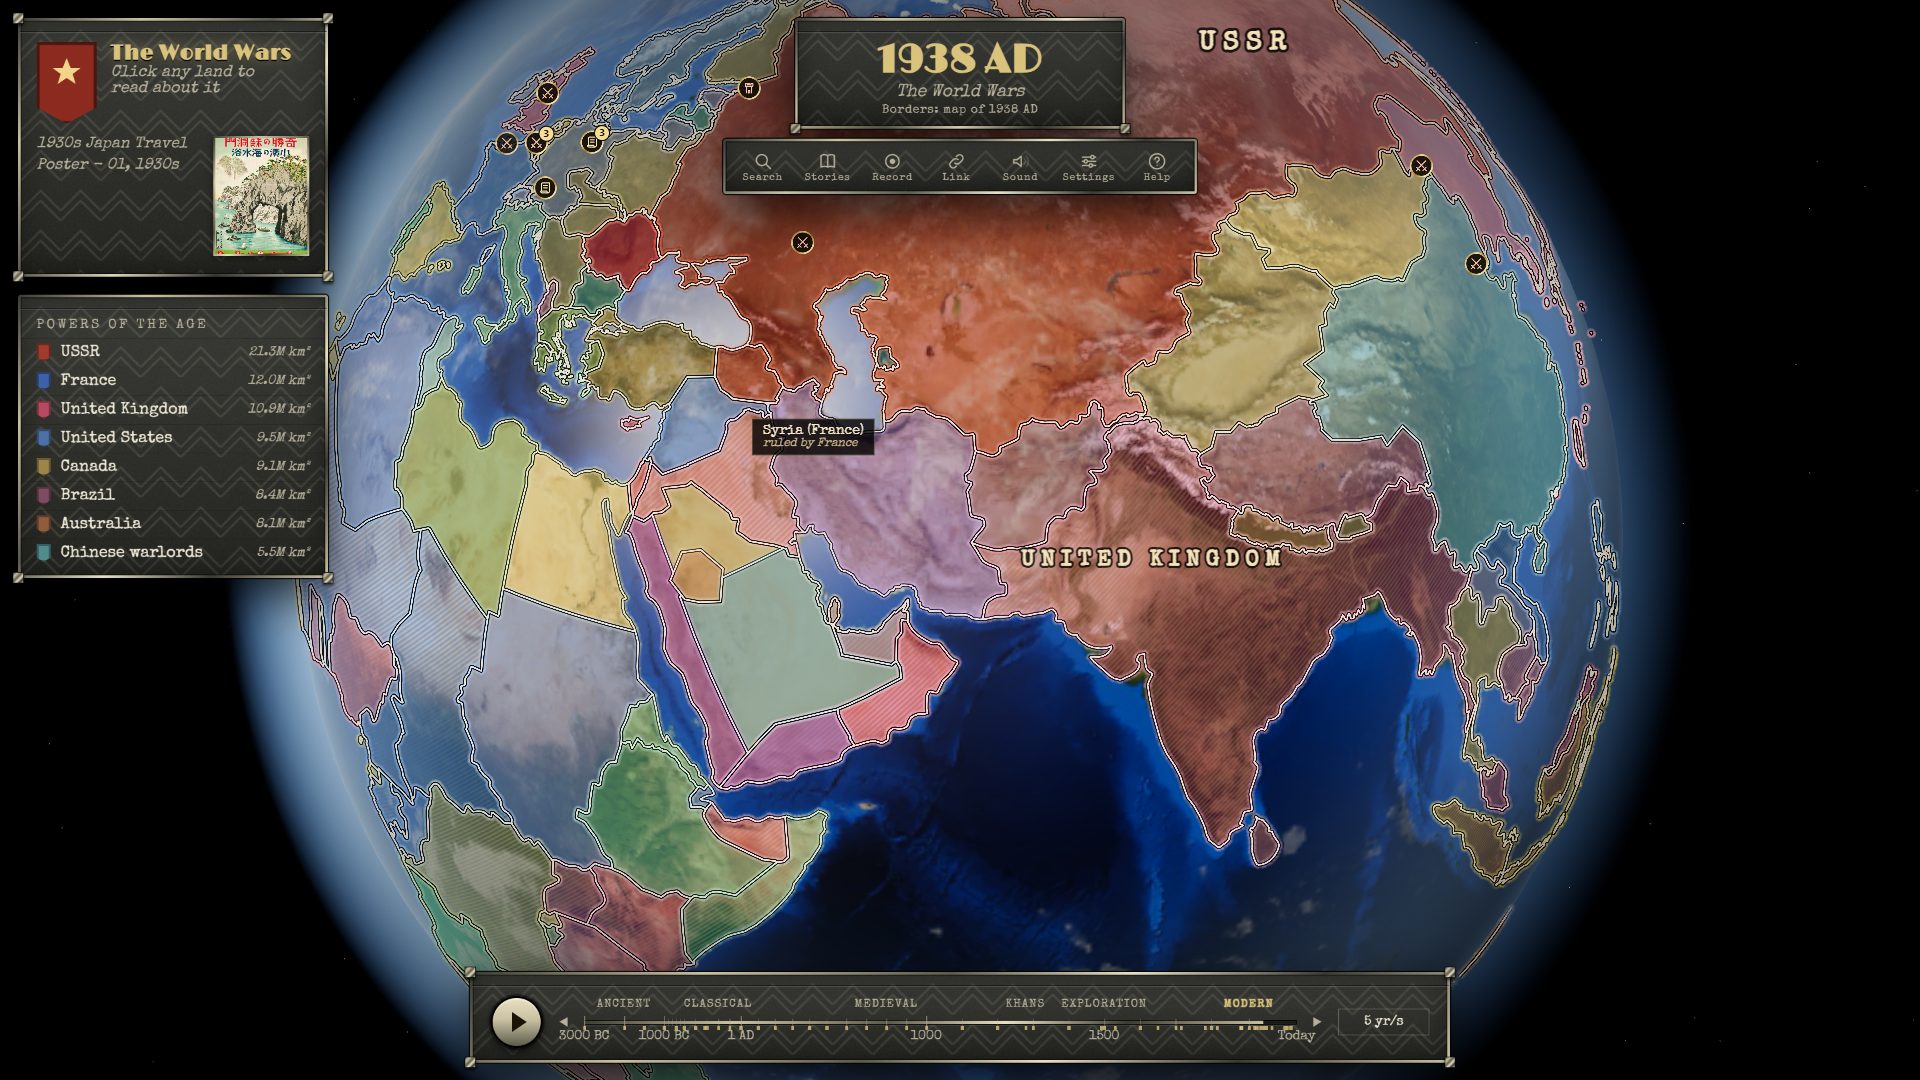 The World Wars
Click any land to
read about it
1930s Japan Travel
Poster – 01, 1930s
POWERS OF THE AGE
USSR 21.3M km²
France 12.0M km²
United Kingdom 10.9M km²
United States 9.5M km²
Canada 9.1M km²
Brazil 8.4M km²
Australia 8.1M km²
Chinese warlords 5.5M km²
1938 AD
The World Wars
Borders: map of 1938 AD
Search
Stories
Record
Link
Sound
Settings
Help
USSR
3
3
Syria (France)
ruled by France
UNITED KINGDOM
ANCIENT CLASSICAL MEDIEVAL KHANS EXPLORATION MODERN
3000 BC 1000 BC 1 AD 1000 1500 Today
5 yr/s